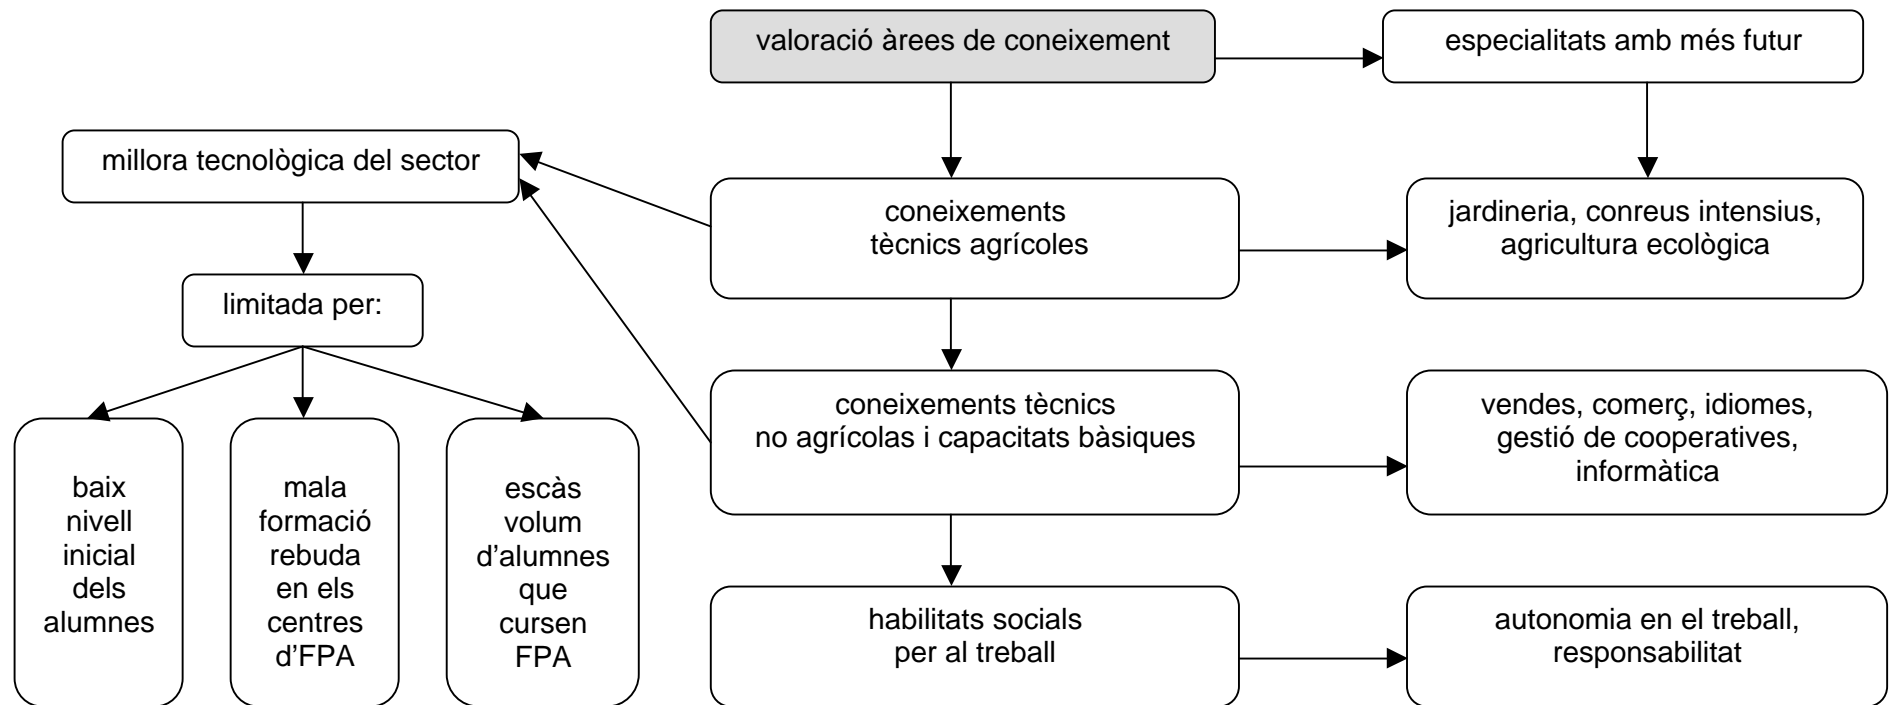 valoració àrees de coneixement
especialitats amb més futur
millora tecnològica del sector
coneixements
tècnics agrícoles
jardineria, conreus intensius,
agricultura ecològica
limitada per:
coneixements tècnics
no agrícolas i capacitats bàsiques
vendes, comerç, idiomes,
gestió de cooperatives,
informàtica
baix
nivell
inicial
dels
alumnes
mala
formació
rebuda
en els
centres
d’FPA
escàs
volum
d’alumnes
que
cursen
FPA
habilitats socials
per al treball
autonomia en el treball,
responsabilitat